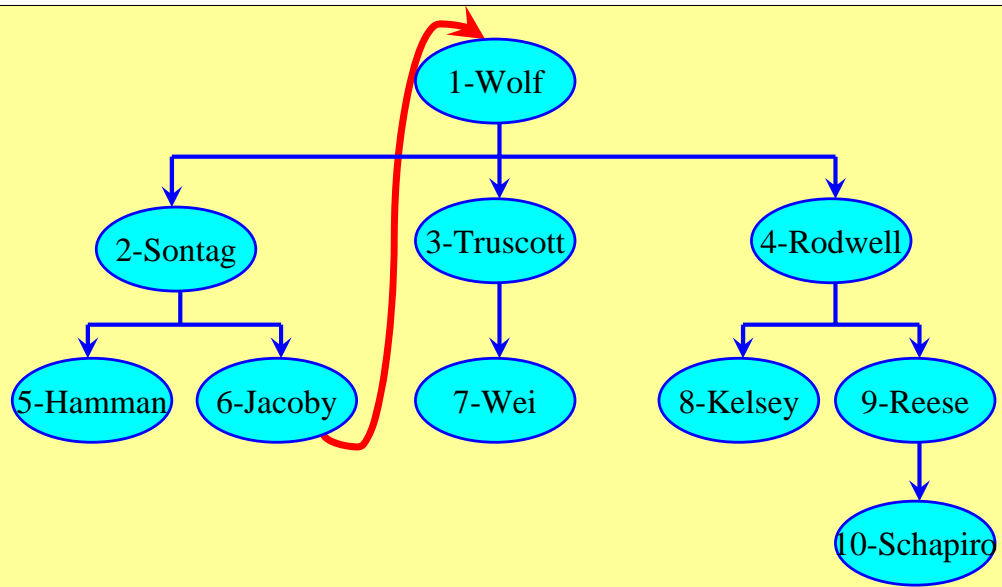 1-Wolf
2-Sontag
3-Truscott
4-Rodwell
5-Hamman
6-Jacoby
7-Wei
8-Kelsey
9-Reese
10-Schapiro